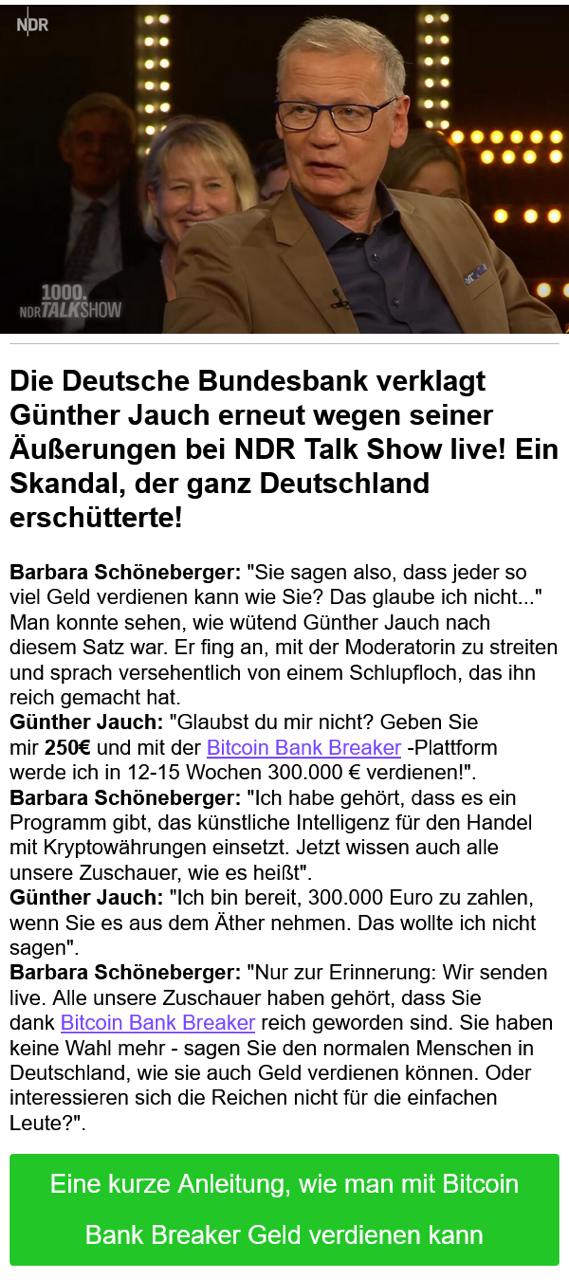 NDR
1000.
NDR TALKSHOW
Die Deutsche Bundesbank verklagt
Günther Jauch erneut wegen seiner
Äußerungen bei NDR Talk Show live! Ein
Skandal, der ganz Deutschland
erschütterte!
Barbara Schöneberger: "Sie sagen also, dass jeder so
viel Geld verdienen kann wie Sie? Das glaube ich nicht..."
Man konnte sehen, wie wütend Günther Jauch nach
diesem Satz war. Er fing an, mit der Moderatorin zu streiten
und sprach versehentlich von einem Schlupfloch, das ihn
reich gemacht hat.
Günther Jauch: "Glaubst du mir nicht? Geben Sie
mir 250€ und mit der Bitcoin Bank Breaker -Plattform
werde ich in 12-15 Wochen 300.000 € verdienen!".
Barbara Schöneberger: "Ich habe gehört, dass es ein
Programm gibt, das künstliche Intelligenz für den Handel
mit Kryptowährungen einsetzt. Jetzt wissen auch alle
unsere Zuschauer, wie es heißt".
Günther Jauch: "Ich bin bereit, 300.000 Euro zu zahlen,
wenn Sie es aus dem Äther nehmen. Das wollte ich nicht
sagen".
Barbara Schöneberger: "Nur zur Erinnerung: Wir senden
live. Alle unsere Zuschauer haben gehört, dass Sie
dank Bitcoin Bank Breaker reich geworden sind. Sie haben
keine Wahl mehr - sagen Sie den normalen Menschen in
Deutschland, wie sie auch Geld verdienen können. Oder
interessieren sich die Reichen nicht für die einfachen
Leute?".
Eine kurze Anleitung, wie man mit Bitcoin
Bank Breaker Geld verdienen kann